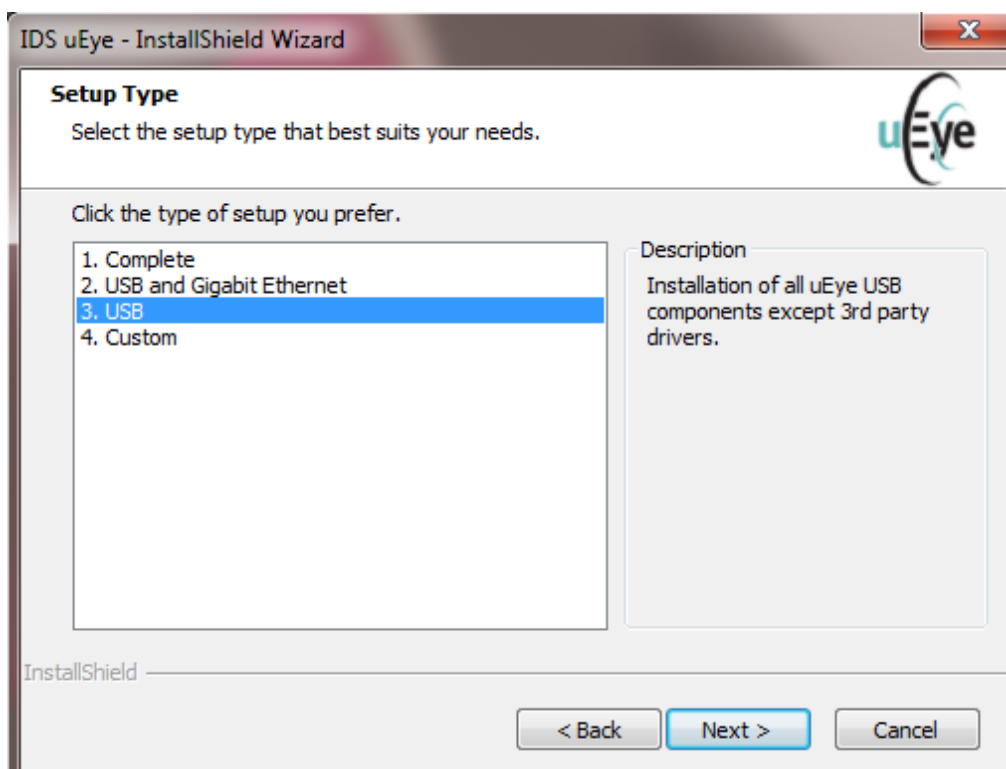 IDS uEye - InstallShield Wizard
Setup Type
Select the setup type that best suits your needs.
uEye
Click the type of setup you prefer.
1. Complete
2. USB and Gigabit Ethernet
3. USB
4. Custom
Description
Installation of all uEye USB
components except 3rd party
drivers.
InstallShield
< Back
Next >
Cancel